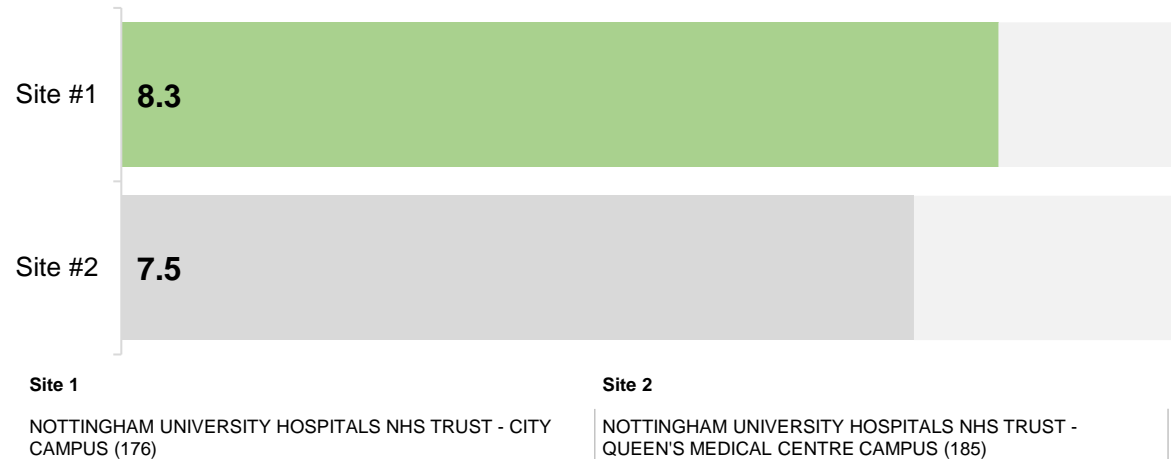 Site #1
8.3
Site #2
7.5
Site 1
NOTTINGHAM UNIVERSITY HOSPITALS NHS TRUST - CITY
CAMPUS (176)
Site 2
NOTTINGHAM UNIVERSITY HOSPITALS NHS TRUST -
QUEEN'S MEDICAL CENTRE CAMPUS (185)